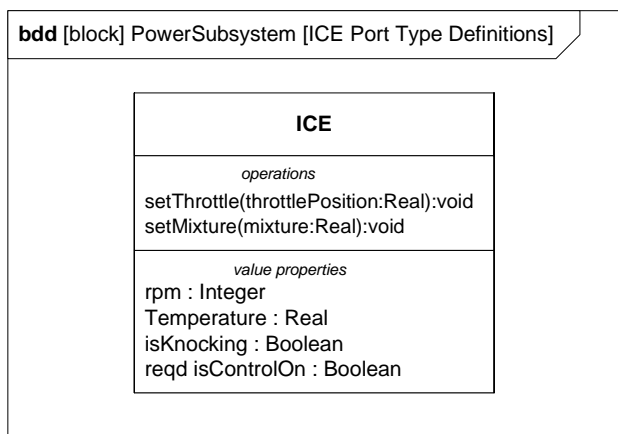 bdd [block] PowerSubsystem [ICE Port Type Definitions]
ICE
operations
setThrottle(throttlePosition:Real):void
setMixture(mixture:Real):void
value properties
rpm : Integer
Temperature : Real
isKnocking : Boolean
reqd isControlOn : Boolean